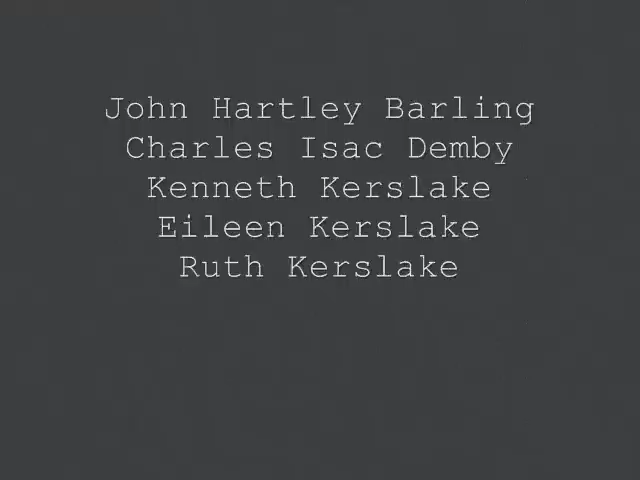 John Hartley Barling
Charles Isac Demby
Kenneth Kerslake
Eileen Kerslake
Ruth Kerslake